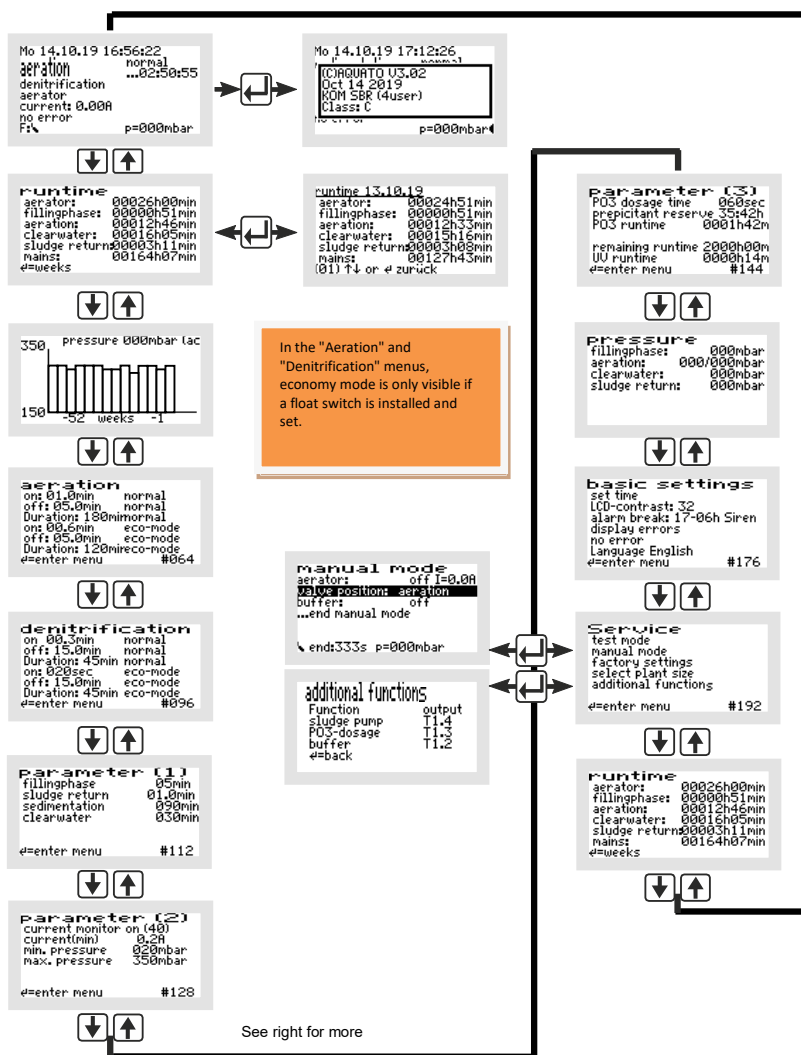 Mo 14.10.19 16:56:22
aeration normal
...02:50:55
denitrification
aerator
current: 0.00A
no error
F: p=000mbar
Mo 14.10.19 17:12:26
(C)AQUATO V3.02
Oct 14 2019
KOM SBR (4user)
Class: C
p=000mbar
runtime
aerator: 00026h00min
fillingphase: 00000h51min
aeration: 00012h46min
clearwater: 00016h05min
sludge return:00003h11min
mains: 00164h07min
↵=weeks
runtime 13.10.19
aerator: 00024h51min
fillingphase: 00000h51min
aeration: 00012h33min
clearwater: 00015h16min
sludge return:00003h08min
mains: 00127h43min
(01) ↑↓ or ↵ zurück
pressure 000mbar (ac
350
150
-52 weeks -1
In the "Aeration" and
"Denitrification" menus,
economy mode is only visible if
a float switch is installed and
set.
aeration
on: 01.0min normal
off: 05.0min normal
Duration: 180minnormal
on: 00.6min eco-mode
off: 05.0min eco-mode
Duration: 120mineco-mode
↵=enter menu #064
denitrification
on 00.3min normal
off: 15.0min normal
Duration: 45min normal
on: 020sec eco-mode
off: 15.0min eco-mode
Duration: 45min eco-mode
↵=enter menu #096
parameter (1)
fillingphase 05min
sludge return 01.0min
sedimentation 090min
clearwater 030min
↵=enter menu #112
parameter (2)
current monitor on (40)
current(min) 0.2A
min. pressure 020mbar
max. pressure 350mbar
↵=enter menu #128
See right for more
manual mode
aerator: off I=0.0A
valve position: aeration
buffer: off
...end manual mode
end:333s p=000mbar
additional functions
Function output
sludge pump T1.4
PO3-dosage T1.3
buffer T1.2
↵=back
parameter (3)
PO3 dosage time 060sec
prepicitant reserve 35:42h
PO3 runtime 0001h42m
remaining runtime 2000h00m
UV runtime 0000h14m
↵=enter menu #144
pressure
fillingphase: 000mbar
aeration: 000/000mbar
clearwater: 000mbar
sludge return: 000mbar
basic settings
set time
LCD-contrast: 32
alarm break: 17-06h Siren
display errors
no error
Language English
↵=enter menu #176
Service
test mode
manual mode
factory settings
select plant size
additional functions
↵=enter menu #192
runtime
aerator: 00026h00min
fillingphase: 00000h51min
aeration: 00012h46min
clearwater: 00016h05min
sludge return:00003h11min
mains: 00164h07min
↵=weeks